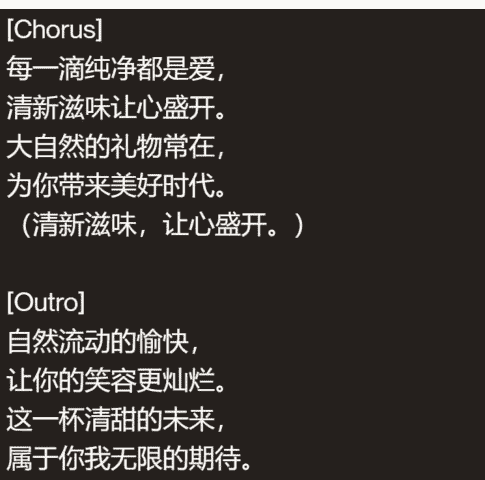 [Chorus]
每一滴纯净都是爱，
清新滋味让心盛开。
大自然的礼物常在，
为你带来美好时代。
（清新滋味，让心盛开。）
[Outro]
自然流动的愉快，
让你的笑容更灿烂。
这一杯清甜的未来，
属于你我无限的期待。